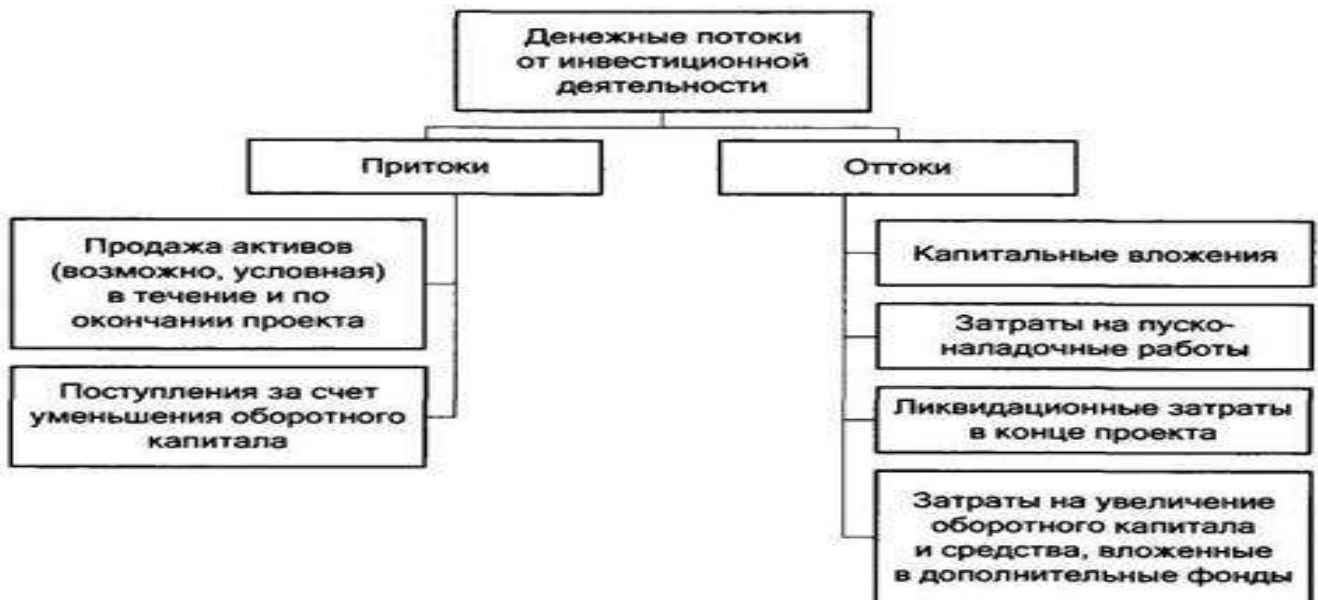 Денежные потоки
от инвестиционной
деятельности
Притоки
Оттоки
Продажа активов
(возможно, условная)
в течение и по
окончании проекта
Поступления за счет
уменьшения оборотного
капитала
Капитальные вложения
Затраты на пуско-
наладочные работы
Ликвидационные затраты
в конце проекта
Затраты на увеличение
оборотного капитала
и средства, вложенные
в дополнительные фонды